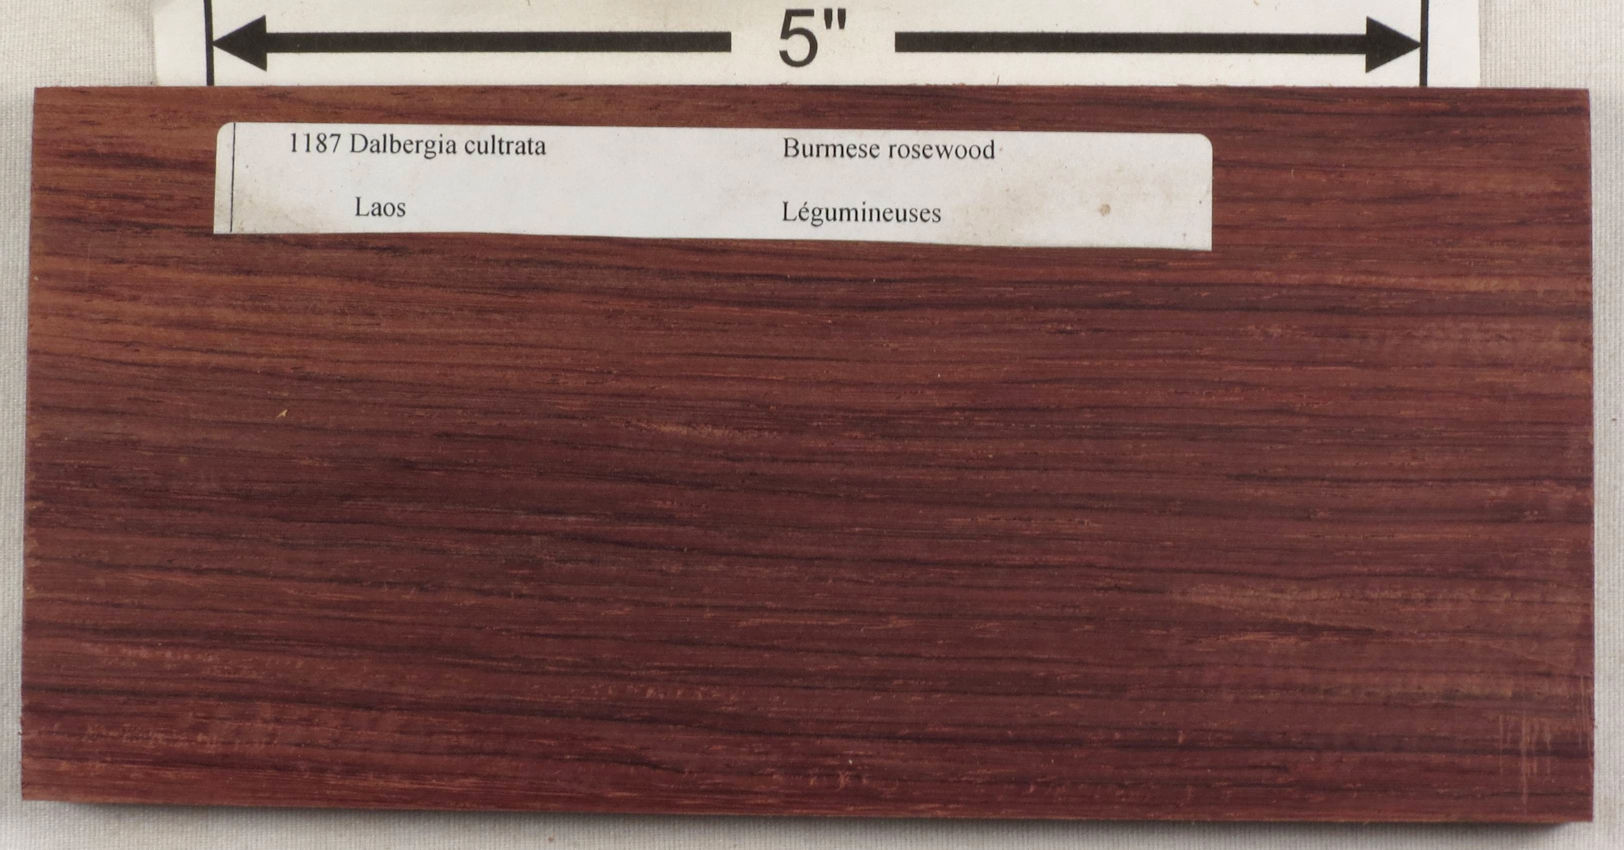 5"
1187 Dalbergia cultrata Burmese rosewood
Laos Légumineuses